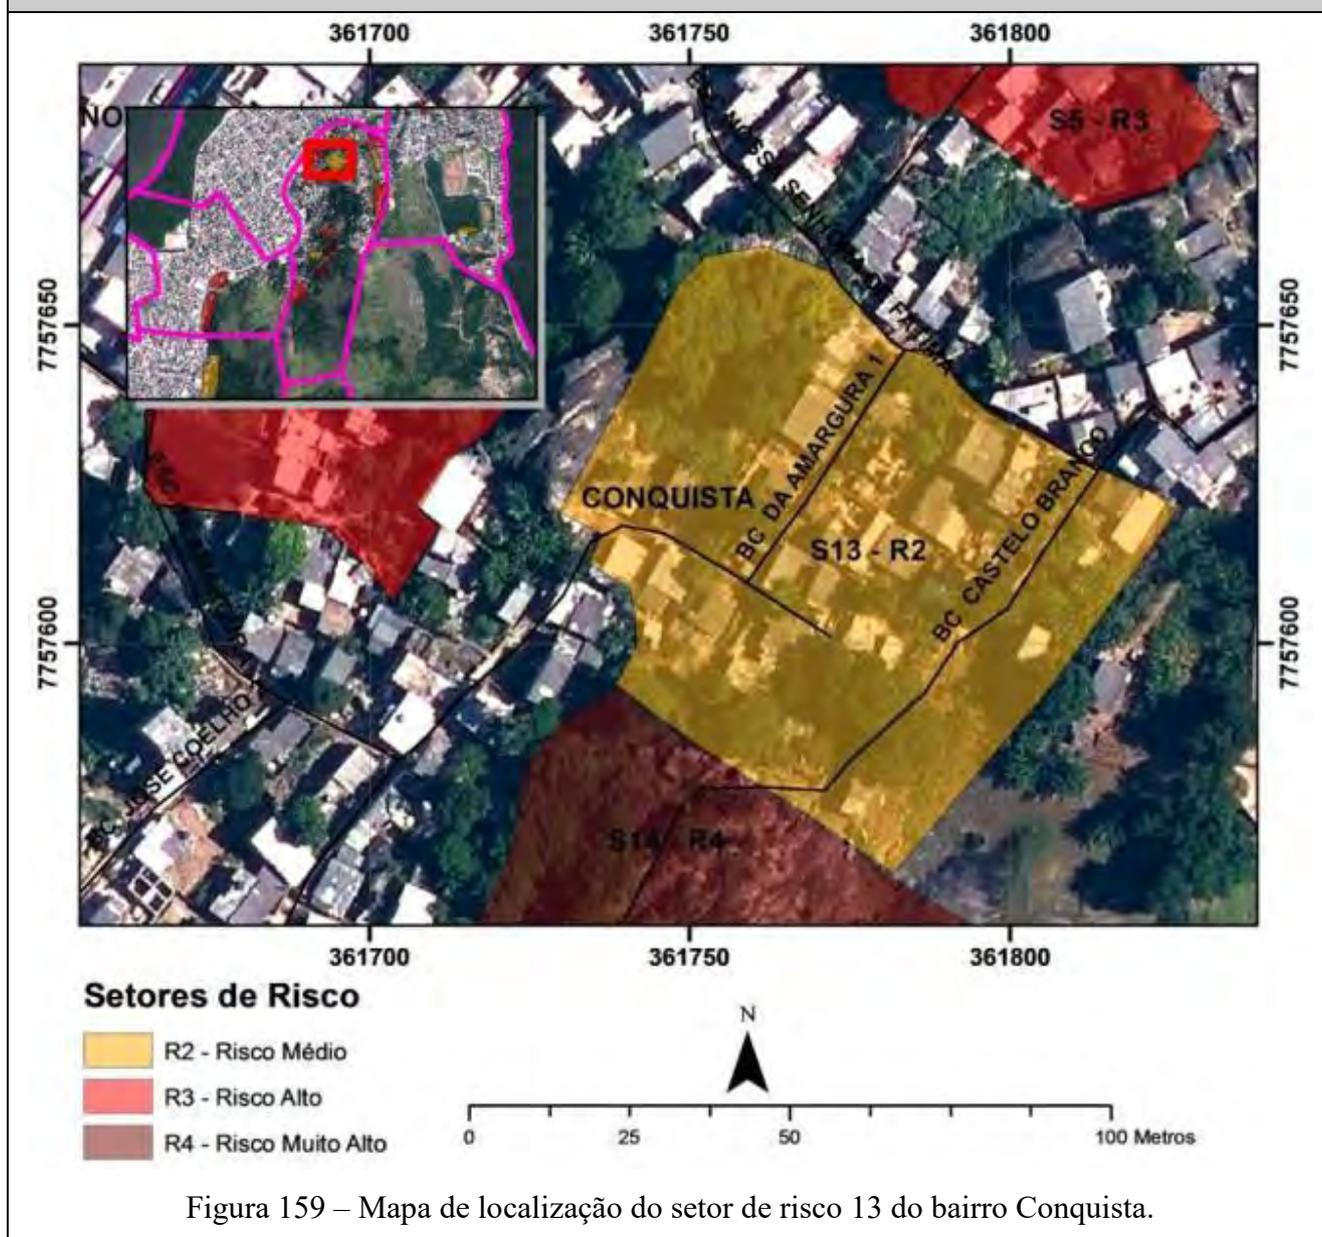 361700 361750 361800
NO
S5 - R3
7757650
7757650
BC DA AMARGURA 1
CONQUISTA
S13 - R2
BC CASTELO BRANCO
7757600
7757600
BC JOSE COELHO
S14 - R4
361700 361750 361800
Setores de Risco
R2 - Risco Médio
R3 - Risco Alto
R4 - Risco Muito Alto
N
0 25 50 100 Metros
Figura 159 – Mapa de localização do setor de risco 13 do bairro Conquista.